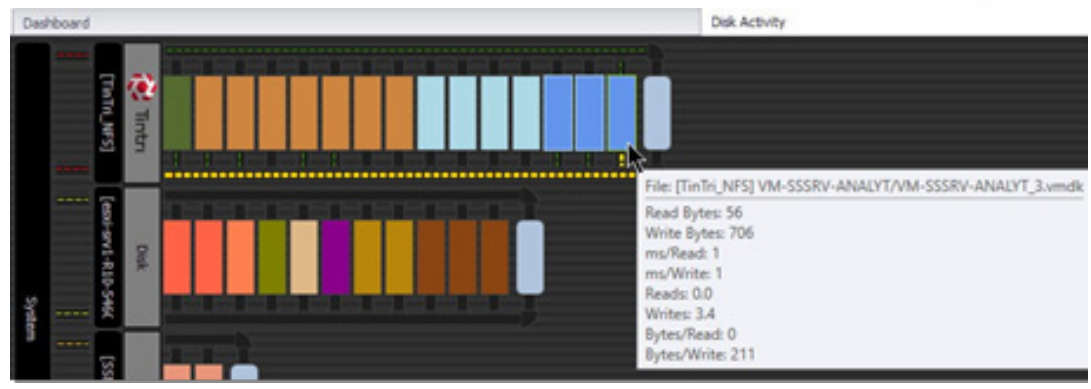 Dashboard
Disk Activity
System
[TinTri_NFS]
Tintri
File: [TinTri_NFS] VM-SSSRV-ANALYT/VM-SSSRV-ANALYT_3.vmdk
Read Bytes: 56
Write Bytes: 706
ms/Read: 1
ms/Write: 1
Reads: 0.0
Writes: 3.4
Bytes/Read: 0
Bytes/Write: 211
Disk
[SS